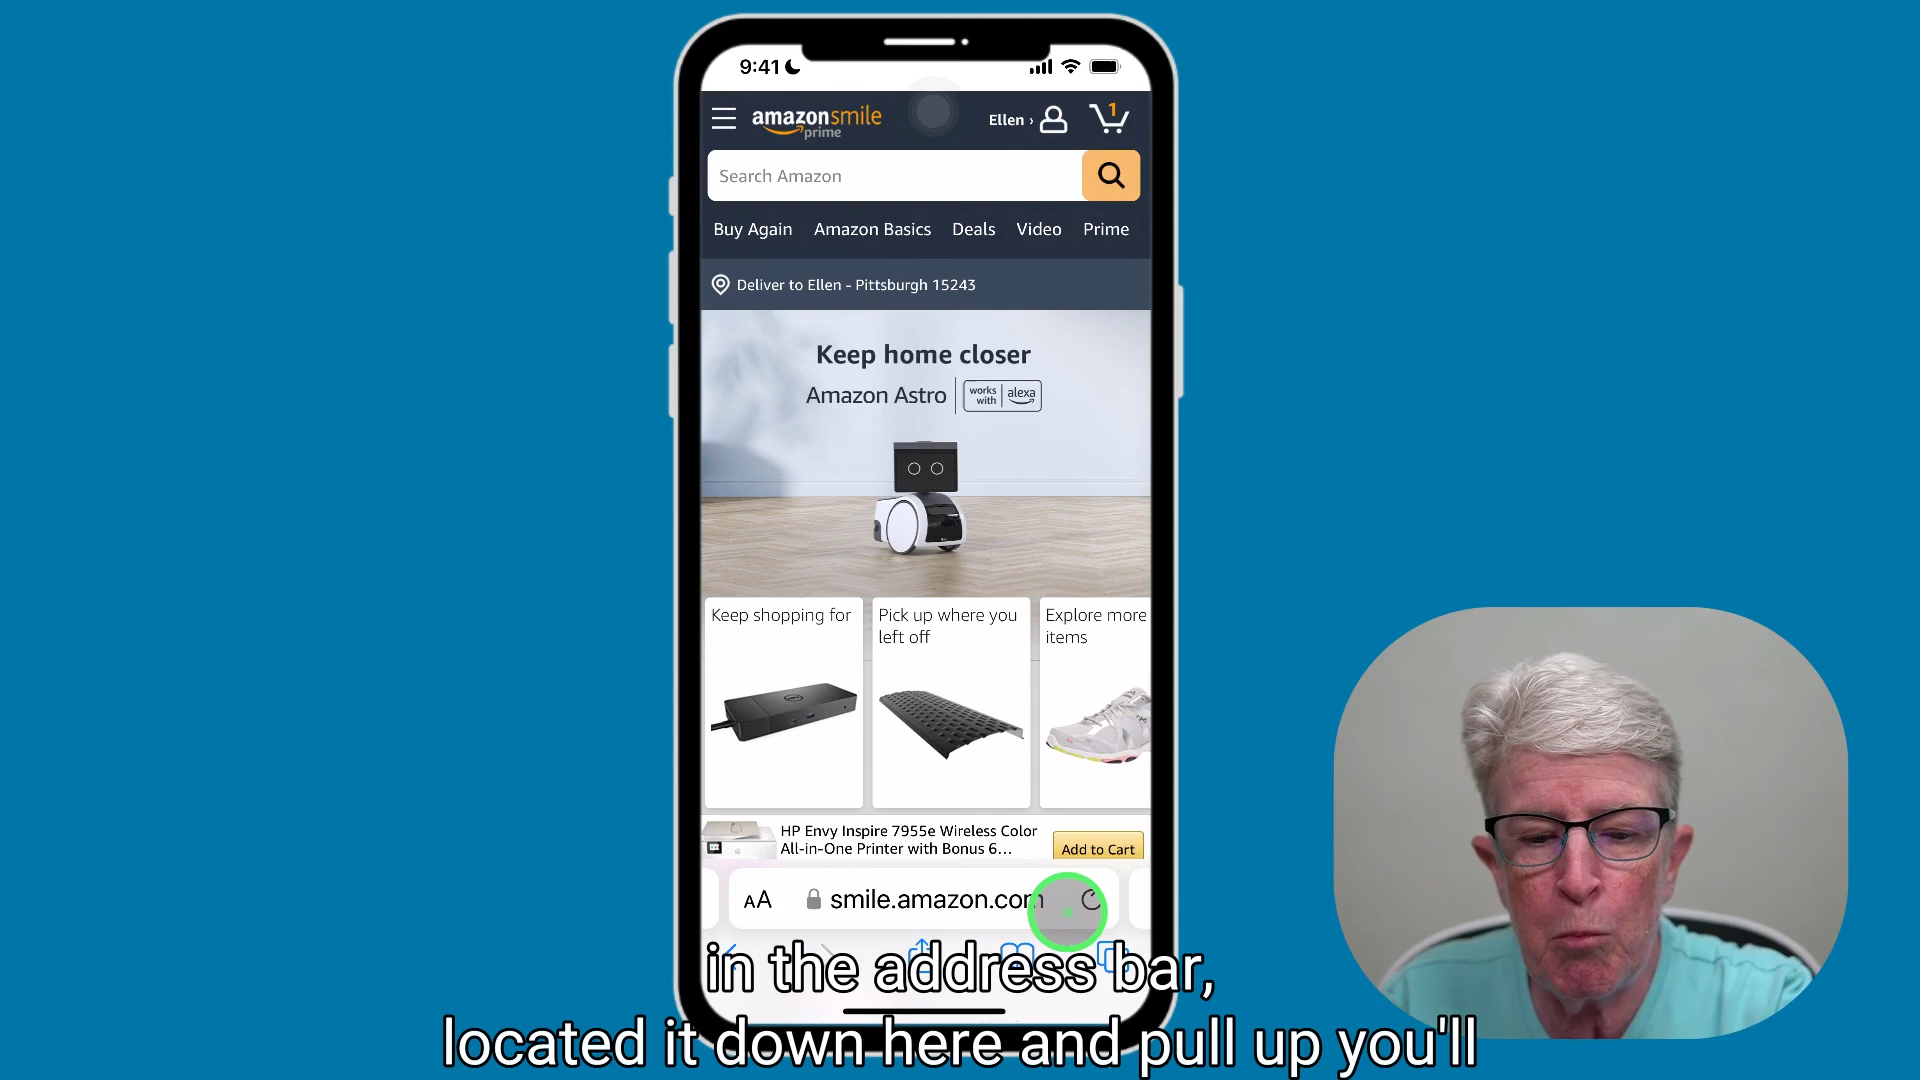 9:41
amazonsmile
prime
Ellen ›
1
Search Amazon
Buy Again Amazon Basics Deals Video Prime
Deliver to Ellen - Pittsburgh 15243
Keep home closer
Amazon Astro
works with
alexa
Keep shopping for
Pick up where you
left off
Explore more
items
HP Envy Inspire 7955e Wireless Color
All-in-One Printer with Bonus 6...
Add to Cart
AA smile.amazon.com
in the address bar,
located it down here and pull up you'll